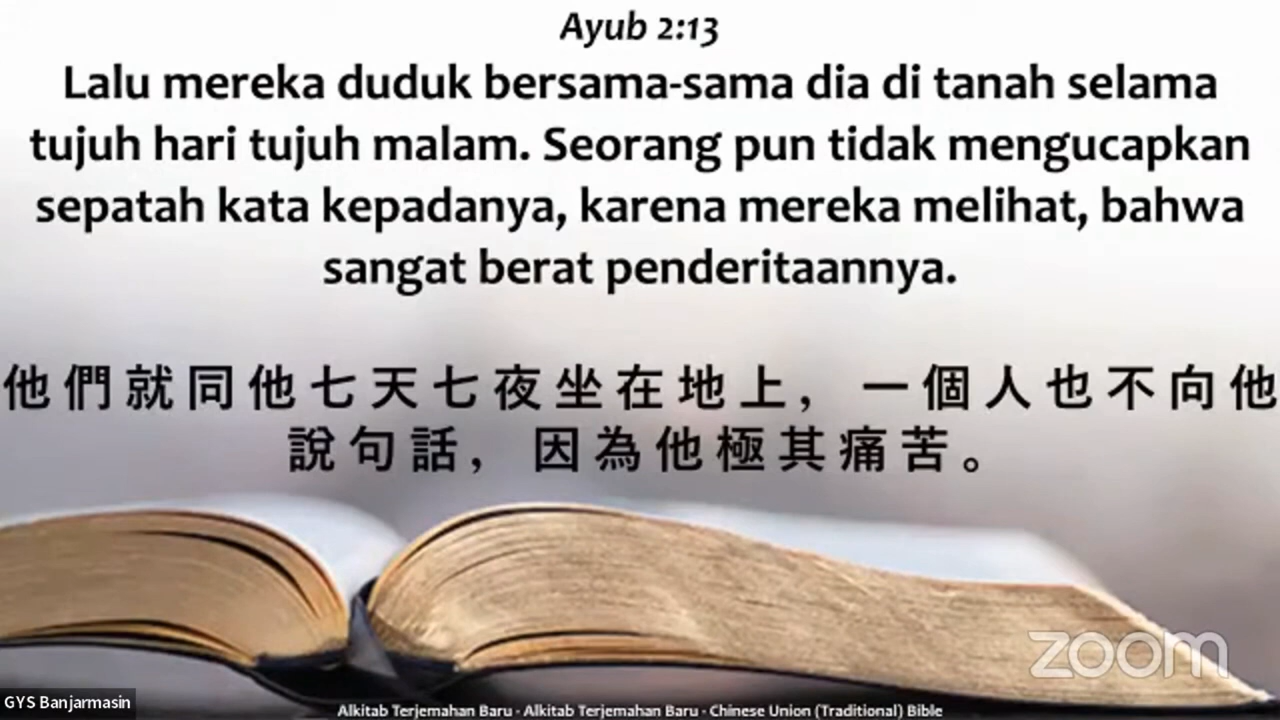 Ayub 2:13
Lalu mereka duduk bersama-sama dia di tanah selama
tujuh hari tujuh malam. Seorang pun tidak mengucapkan
sepatah kata kepadanya, karena mereka melihat, bahwa
sangat berat penderitaannya.
他們就同他七天七夜坐在地上，一個人也不向他
說句話，因為他極其痛苦。
zoom
GYS Banjarmasin
Alkitab Terjemahan Baru - Alkitab Terjemahan Baru - Chinese Union (Traditional) Bible